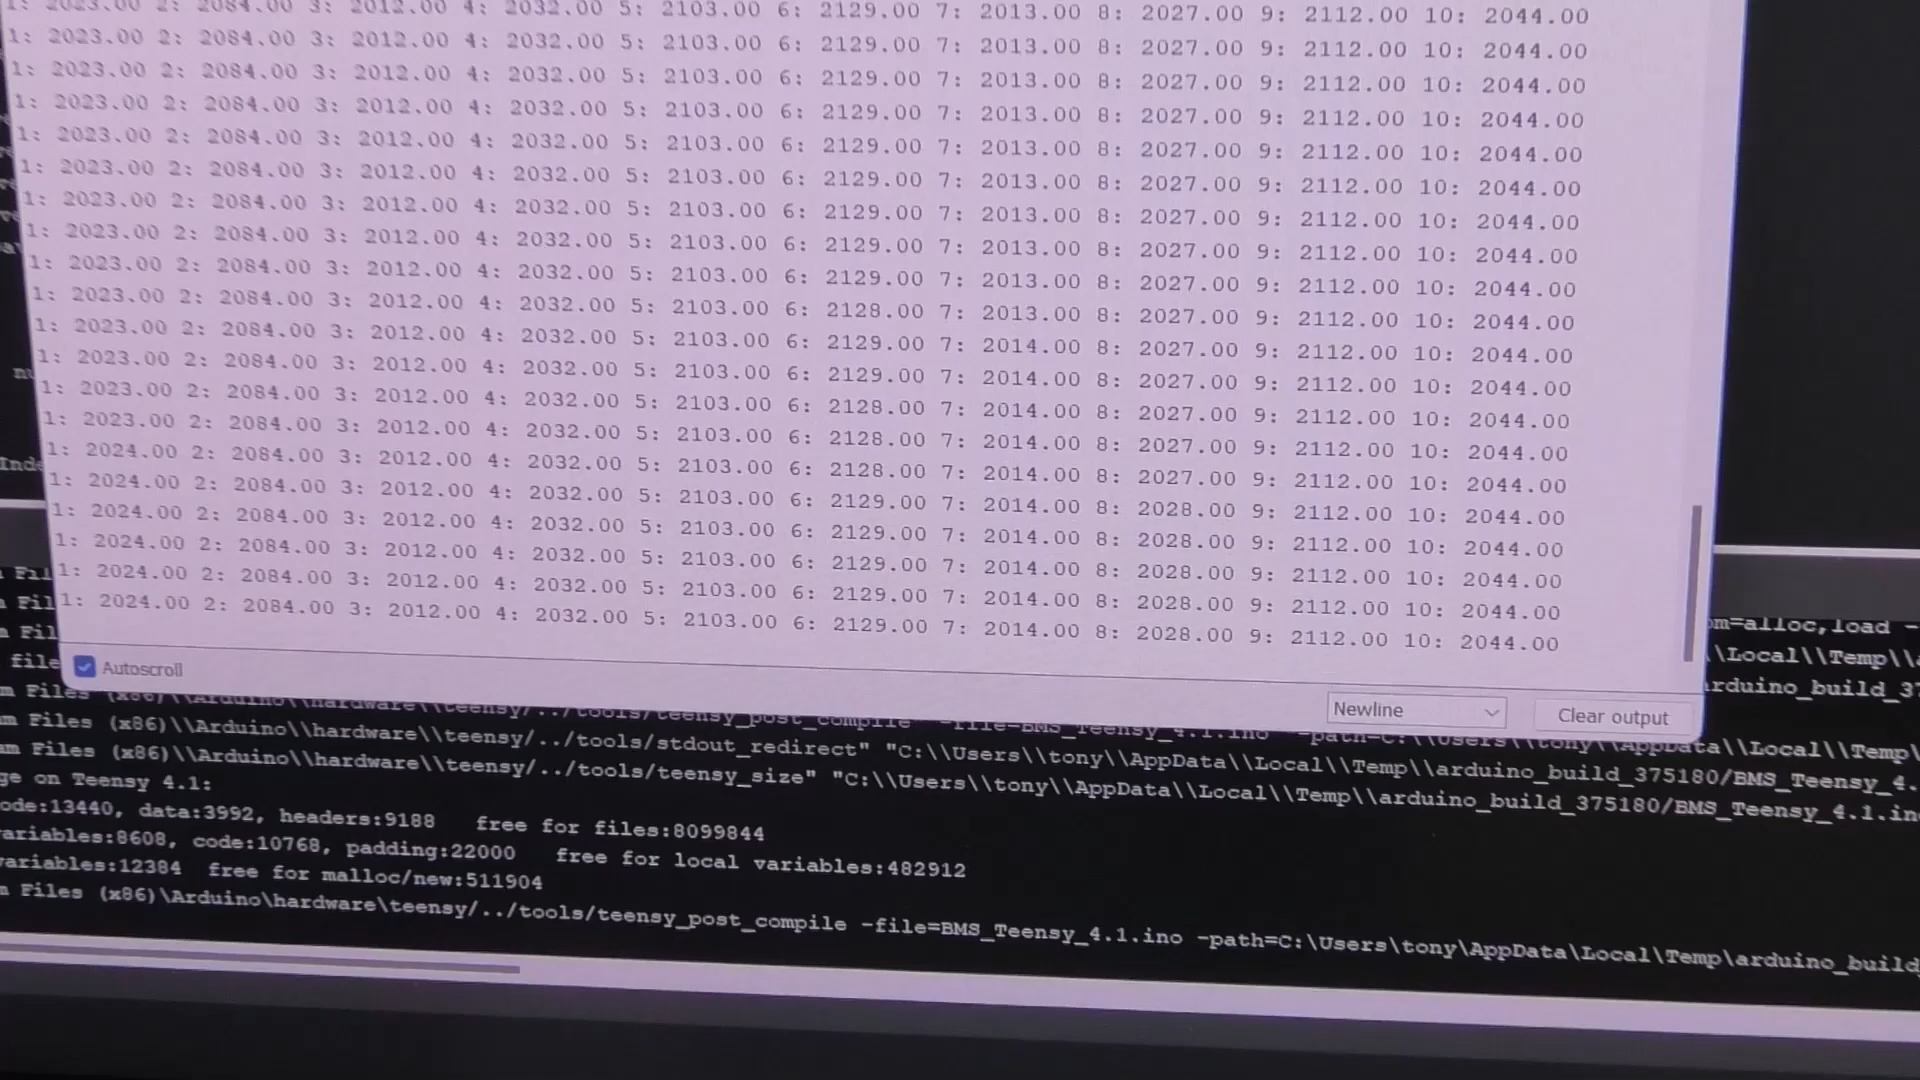 1: 2023.00 2: 2084.00 3: 2012.00 4: 2032.00 5: 2103.00 6: 2129.00 7: 2013.00 8: 2027.00 9: 2112.00 10: 2044.00
1: 2023.00 2: 2084.00 3: 2012.00 4: 2032.00 5: 2103.00 6: 2129.00 7: 2013.00 8: 2027.00 9: 2112.00 10: 2044.00
1: 2023.00 2: 2084.00 3: 2012.00 4: 2032.00 5: 2103.00 6: 2129.00 7: 2013.00 8: 2027.00 9: 2112.00 10: 2044.00
1: 2023.00 2: 2084.00 3: 2012.00 4: 2032.00 5: 2103.00 6: 2129.00 7: 2013.00 8: 2027.00 9: 2112.00 10: 2044.00
1: 2023.00 2: 2084.00 3: 2012.00 4: 2032.00 5: 2103.00 6: 2129.00 7: 2013.00 8: 2027.00 9: 2112.00 10: 2044.00
1: 2023.00 2: 2084.00 3: 2012.00 4: 2032.00 5: 2103.00 6: 2129.00 7: 2013.00 8: 2027.00 9: 2112.00 10: 2044.00
1: 2023.00 2: 2084.00 3: 2012.00 4: 2032.00 5: 2103.00 6: 2129.00 7: 2013.00 8: 2027.00 9: 2112.00 10: 2044.00
1: 2023.00 2: 2084.00 3: 2012.00 4: 2032.00 5: 2103.00 6: 2129.00 7: 2013.00 8: 2027.00 9: 2112.00 10: 2044.00
1: 2023.00 2: 2084.00 3: 2012.00 4: 2032.00 5: 2103.00 6: 2129.00 7: 2013.00 8: 2027.00 9: 2112.00 10: 2044.00
1: 2023.00 2: 2084.00 3: 2012.00 4: 2032.00 5: 2103.00 6: 2128.00 7: 2013.00 8: 2027.00 9: 2112.00 10: 2044.00
1: 2023.00 2: 2084.00 3: 2012.00 4: 2032.00 5: 2103.00 6: 2129.00 7: 2014.00 8: 2027.00 9: 2112.00 10: 2044.00
1: 2023.00 2: 2084.00 3: 2012.00 4: 2032.00 5: 2103.00 6: 2129.00 7: 2014.00 8: 2027.00 9: 2112.00 10: 2044.00
1: 2023.00 2: 2084.00 3: 2012.00 4: 2032.00 5: 2103.00 6: 2128.00 7: 2014.00 8: 2027.00 9: 2112.00 10: 2044.00
1: 2023.00 2: 2084.00 3: 2012.00 4: 2032.00 5: 2103.00 6: 2128.00 7: 2014.00 8: 2027.00 9: 2112.00 10: 2044.00
1: 2024.00 2: 2084.00 3: 2012.00 4: 2032.00 5: 2103.00 6: 2128.00 7: 2014.00 8: 2027.00 9: 2112.00 10: 2044.00
1: 2024.00 2: 2084.00 3: 2012.00 4: 2032.00 5: 2103.00 6: 2129.00 7: 2014.00 8: 2028.00 9: 2112.00 10: 2044.00
1: 2024.00 2: 2084.00 3: 2012.00 4: 2032.00 5: 2103.00 6: 2129.00 7: 2014.00 8: 2028.00 9: 2112.00 10: 2044.00
1: 2024.00 2: 2084.00 3: 2012.00 4: 2032.00 5: 2103.00 6: 2129.00 7: 2014.00 8: 2028.00 9: 2112.00 10: 2044.00
1: 2024.00 2: 2084.00 3: 2012.00 4: 2032.00 5: 2103.00 6: 2129.00 7: 2014.00 8: 2028.00 9: 2112.00 10: 2044.00
1: 2024.00 2: 2084.00 3: 2012.00 4: 2032.00 5: 2103.00 6: 2129.00 7: 2014.00 8: 2028.00 9: 2112.00 10: 2044.00
Autoscroll
Newline
Clear output
om=alloc,load -
\Local\\Temp\\
rduino_build_37
m Files (x86)\\Arduino\\hardware\\teensy/../tools/teensy_post_compile" "-file=BMS_Teensy_4.1.ino" "-path=C:\\Users\\tony\\AppData\\Local\\Temp\
am Files (x86)\\Arduino\\hardware\\teensy/../tools/stdout_redirect" "C:\\Users\\tony\\AppData\\Local\\Temp\\arduino_build_375180/BMS_Teensy_4.
am Files (x86)\\Arduino\\hardware\\teensy/../tools/teensy_size" "C:\\Users\\tony\\AppData\\Local\\Temp\\arduino_build_375180/BMS_Teensy_4.1.in
ge on Teensy 4.1:
ode:13440, data:3992, headers:9188 free for files:8099844
variables:8608, code:10768, padding:22000 free for local variables:482912
variables:12384 free for malloc/new:511904
m Files (x86)\Arduino\hardware\teensy/../tools/teensy_post_compile -file=BMS_Teensy_4.1.ino -path=C:\Users\tony\AppData\Local\Temp\arduino_build_